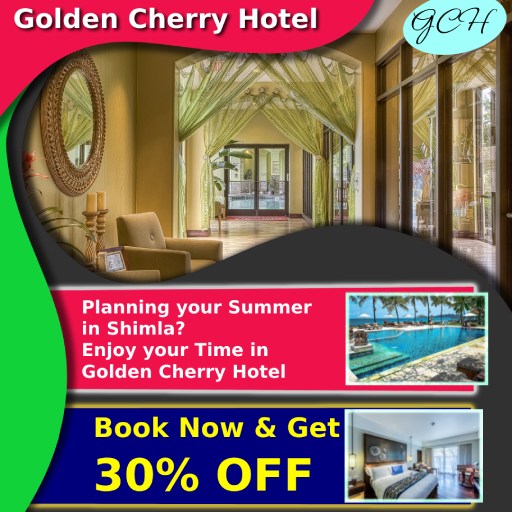 Golden Cherry Hotel
GCH
Planning your Summer
in Shimla?
Enjoy your Time in
Golden Cherry Hotel
Book Now & Get
30% OFF